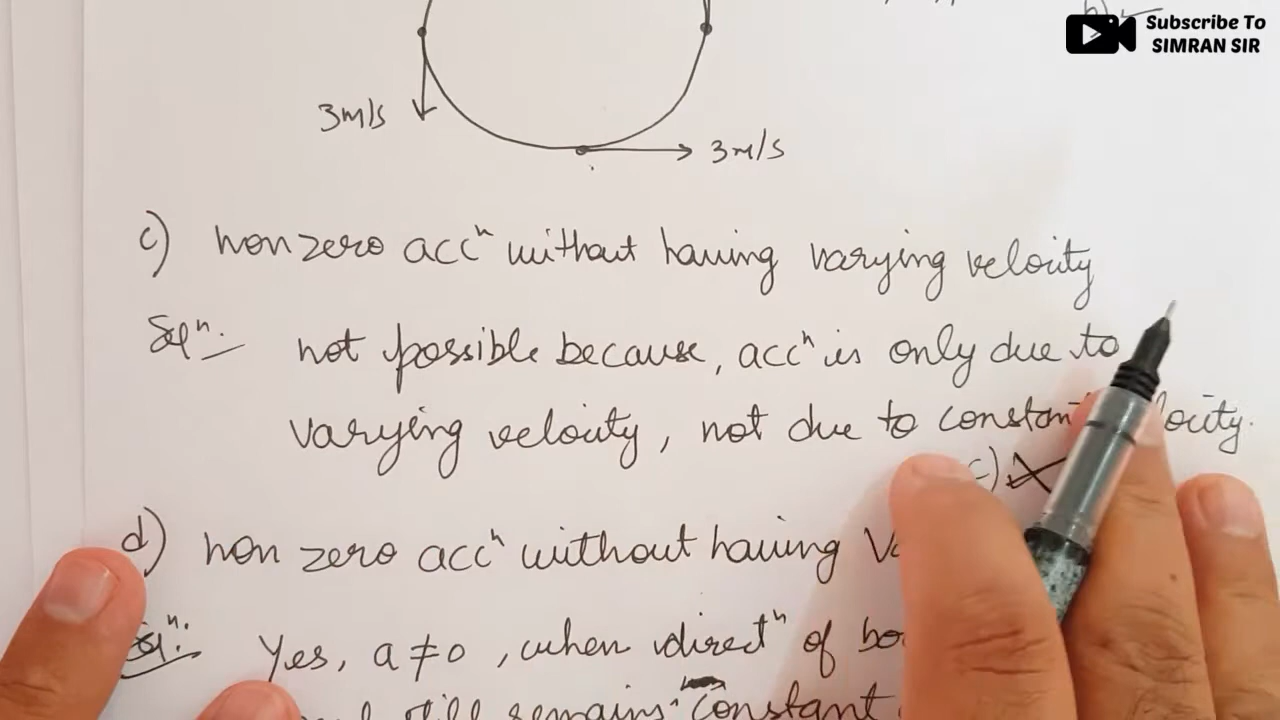 Subscribe To
SIMRAN SIR
3m/s
3m/s
c) non zero accⁿ without having varying velocity
Solⁿ: not possible because, accⁿ is only due to
varying velocity, not due to constant
c) X
d) non zero accⁿ without having
Solⁿ: Yes, a ≠ 0, when directⁿ of
still remains constant